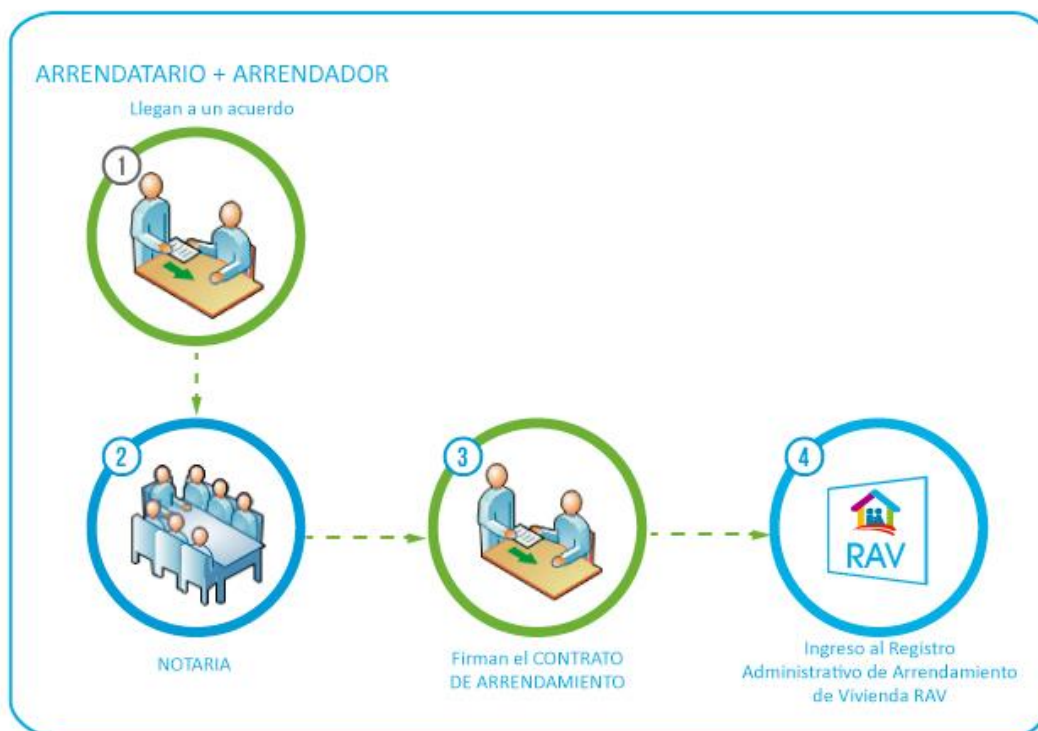 ARRENDATARIO + ARRENDADOR
Llegan a un acuerdo
1
2
NOTARIA
3
Firman el CONTRATO
DE ARRENDAMIENTO
4
RAV
Ingreso al Registro
Administrativo de Arrendamiento
de Vivienda RAV